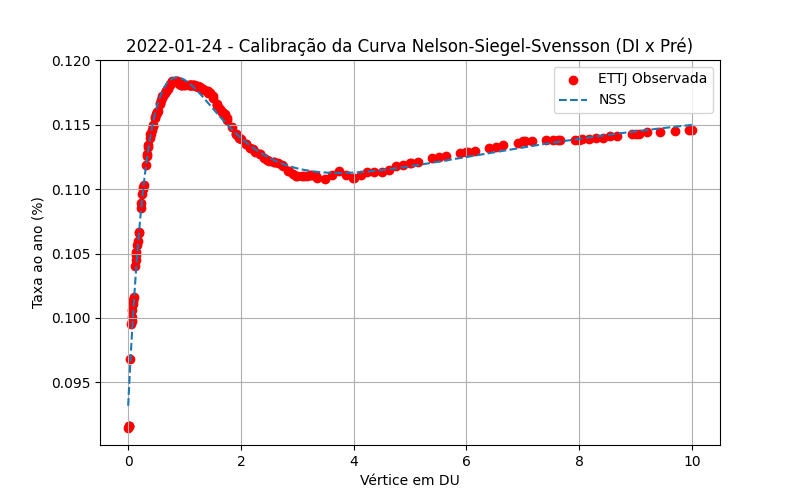 2022-01-24 - Calibração da Curva Nelson-Siegel-Svensson (DI x Pré)
ETTJ Observada
NSS
Taxa ao ano (%)
0.120
0.115
0.110
0.105
0.100
0.095
0 2 4 6 8 10
Vértice em DU